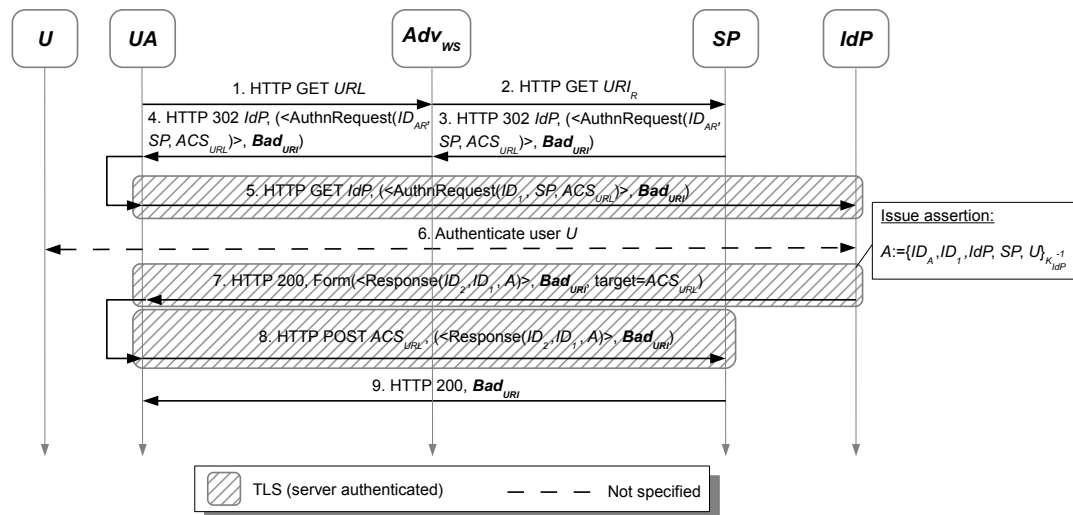 U UA Adv_WS SP IdP
1. HTTP GET URL
2. HTTP GET URI_R
4. HTTP 302 IdP, (<AuthnRequest(ID_AR,
SP, ACS_URL)>, Bad_URI)
3. HTTP 302 IdP, (<AuthnRequest(ID_AR,
SP, ACS_URL)>, Bad_URI)
5. HTTP GET IdP, (<AuthnRequest(ID_1, SP, ACS_URL)>, Bad_URI)
6. Authenticate user U
Issue assertion:
A:={ID_A,ID_1,IdP, SP, U}_K_IdP^-1
7. HTTP 200, Form(<Response(ID_2,ID_1,A)>, Bad_URI, target=ACS_URL)
8. HTTP POST ACS_URL, (<Response(ID_2,ID_1,A)>, Bad_URI)
9. HTTP 200, Bad_URI
TLS (server authenticated)
Not specified